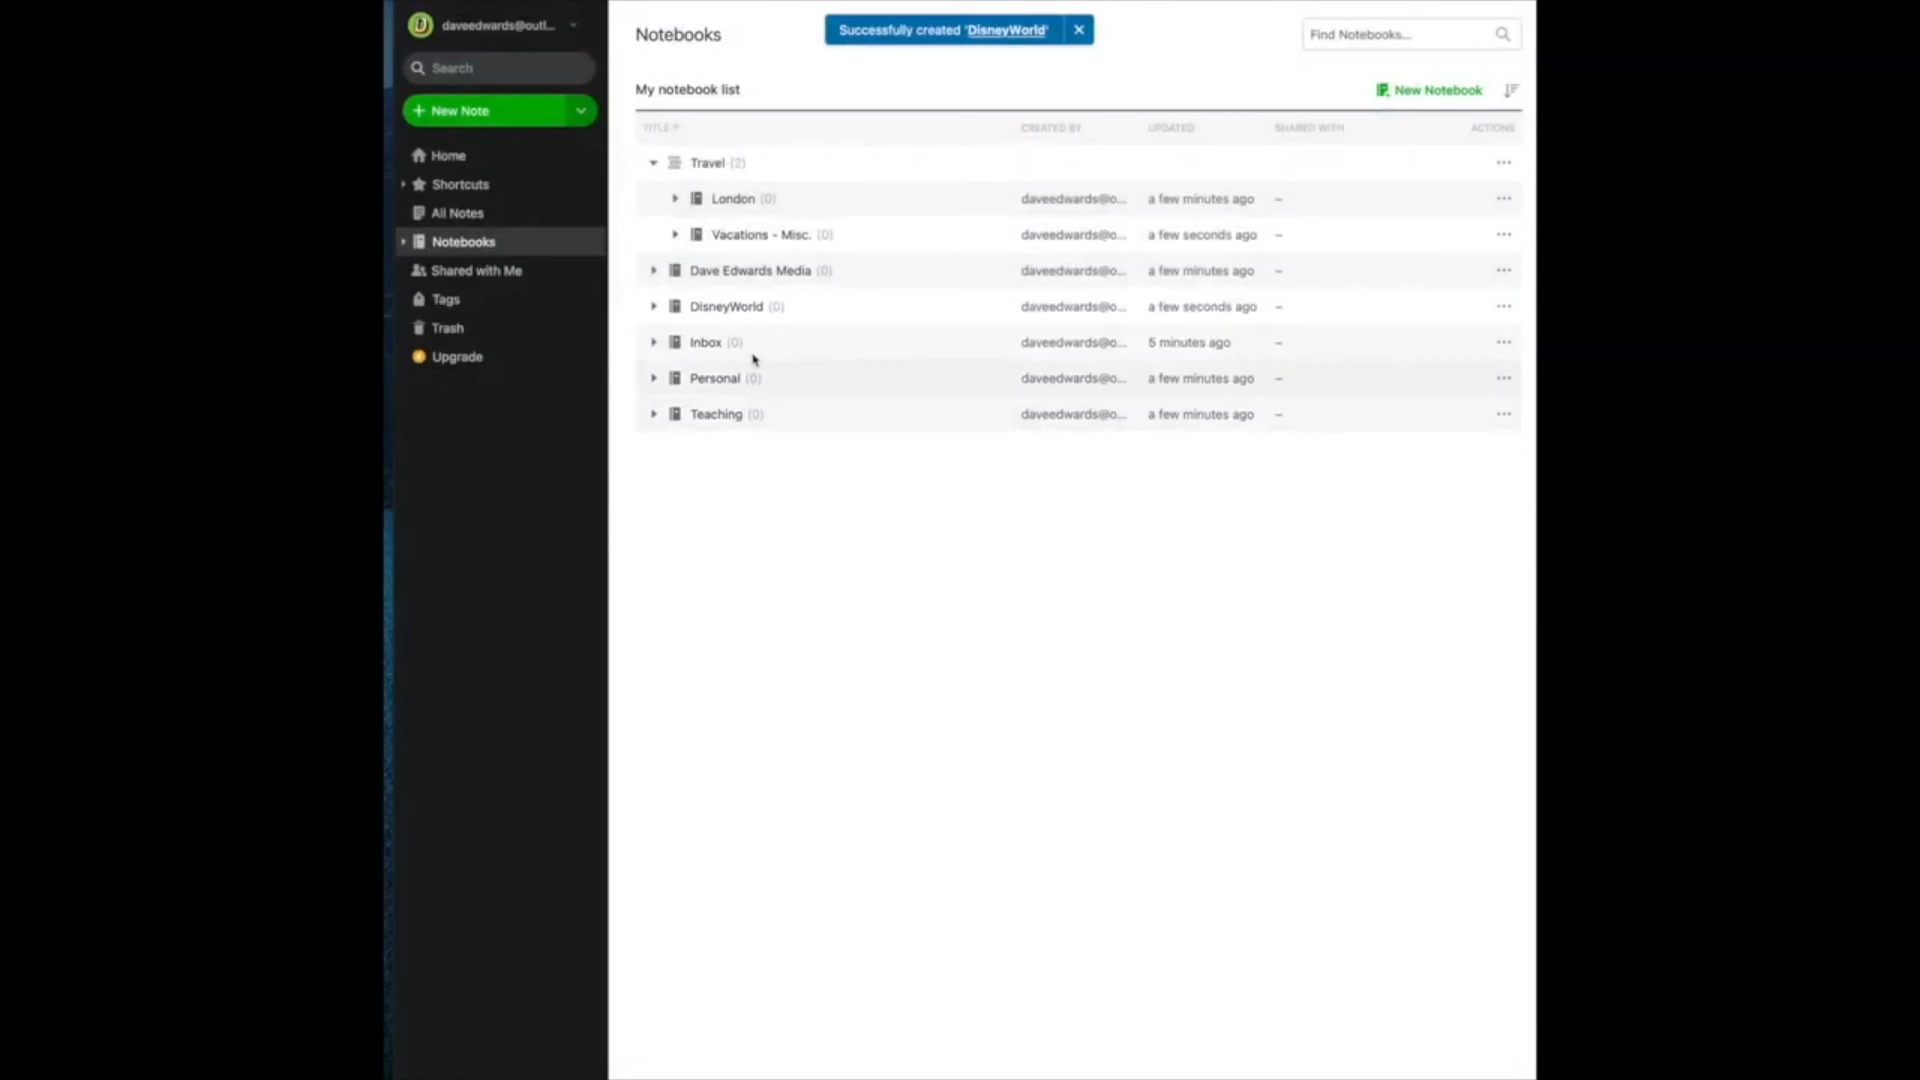 daveedwards@outl...
Search
New Note
Home
Shortcuts
All Notes
Notebooks
Shared with Me
Tags
Trash
Upgrade
Notebooks
Successfully created 'DisneyWorld'
Find Notebooks...
My notebook list
New Notebook
TITLE CREATED BY UPDATED SHARED WITH ACTIONS
Travel (2)
London (0) daveedwards@o... a few minutes ago –
Vacations - Misc. (0) daveedwards@o... a few seconds ago –
Dave Edwards Media (0) daveedwards@o... a few minutes ago –
DisneyWorld (0) daveedwards@o... a few seconds ago –
Inbox (0) daveedwards@o... 5 minutes ago –
Personal (0) daveedwards@o... a few minutes ago –
Teaching (0) daveedwards@o... a few minutes ago –